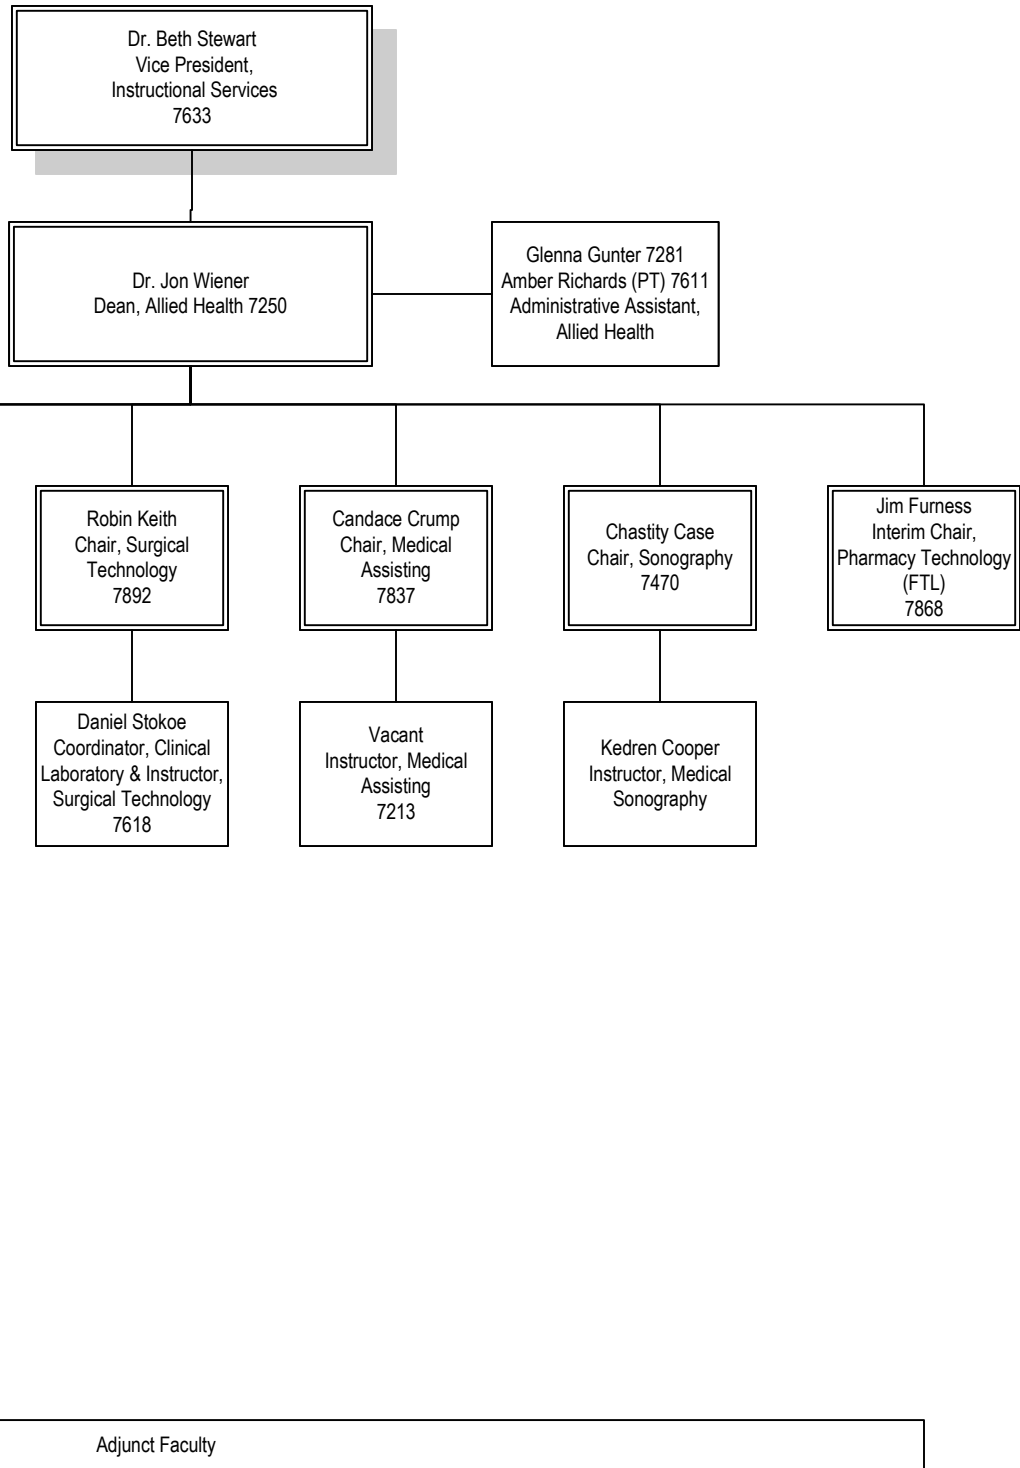 Dr. Beth Stewart
Vice President,
Instructional Services
7633
Dr. Jon Wiener
Dean, Allied Health 7250
Glenna Gunter 7281
Amber Richards (PT) 7611
Administrative Assistant,
Allied Health
Robin Keith
Chair, Surgical
Technology
7892
Candace Crump
Chair, Medical
Assisting
7837
Chastity Case
Chair, Sonography
7470
Jim Furness
Interim Chair,
Pharmacy Technology
(FTL)
7868
Daniel Stokoe
Coordinator, Clinical
Laboratory & Instructor,
Surgical Technology
7618
Vacant
Instructor, Medical
Assisting
7213
Kedren Cooper
Instructor, Medical
Sonography
Adjunct Faculty